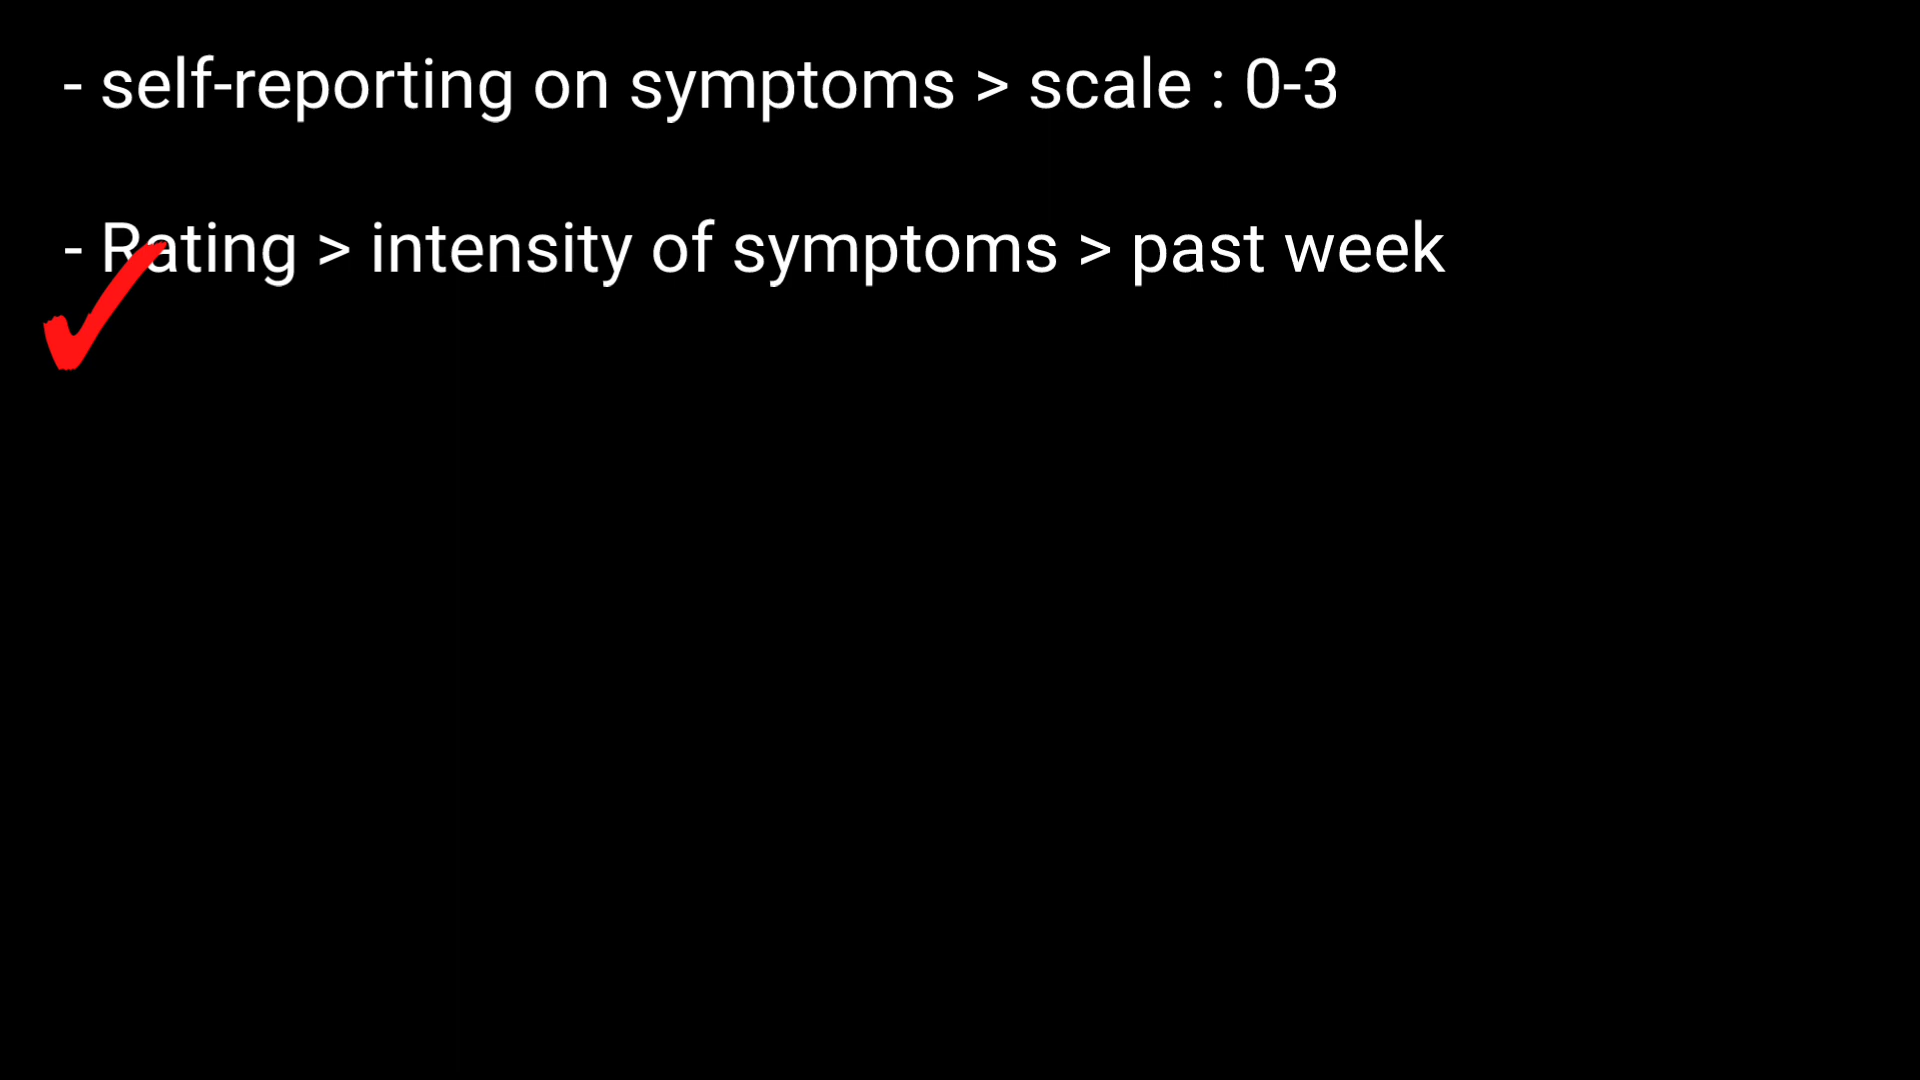 - self-reporting on symptoms > scale : 0-3
- Rating > intensity of symptoms > past week